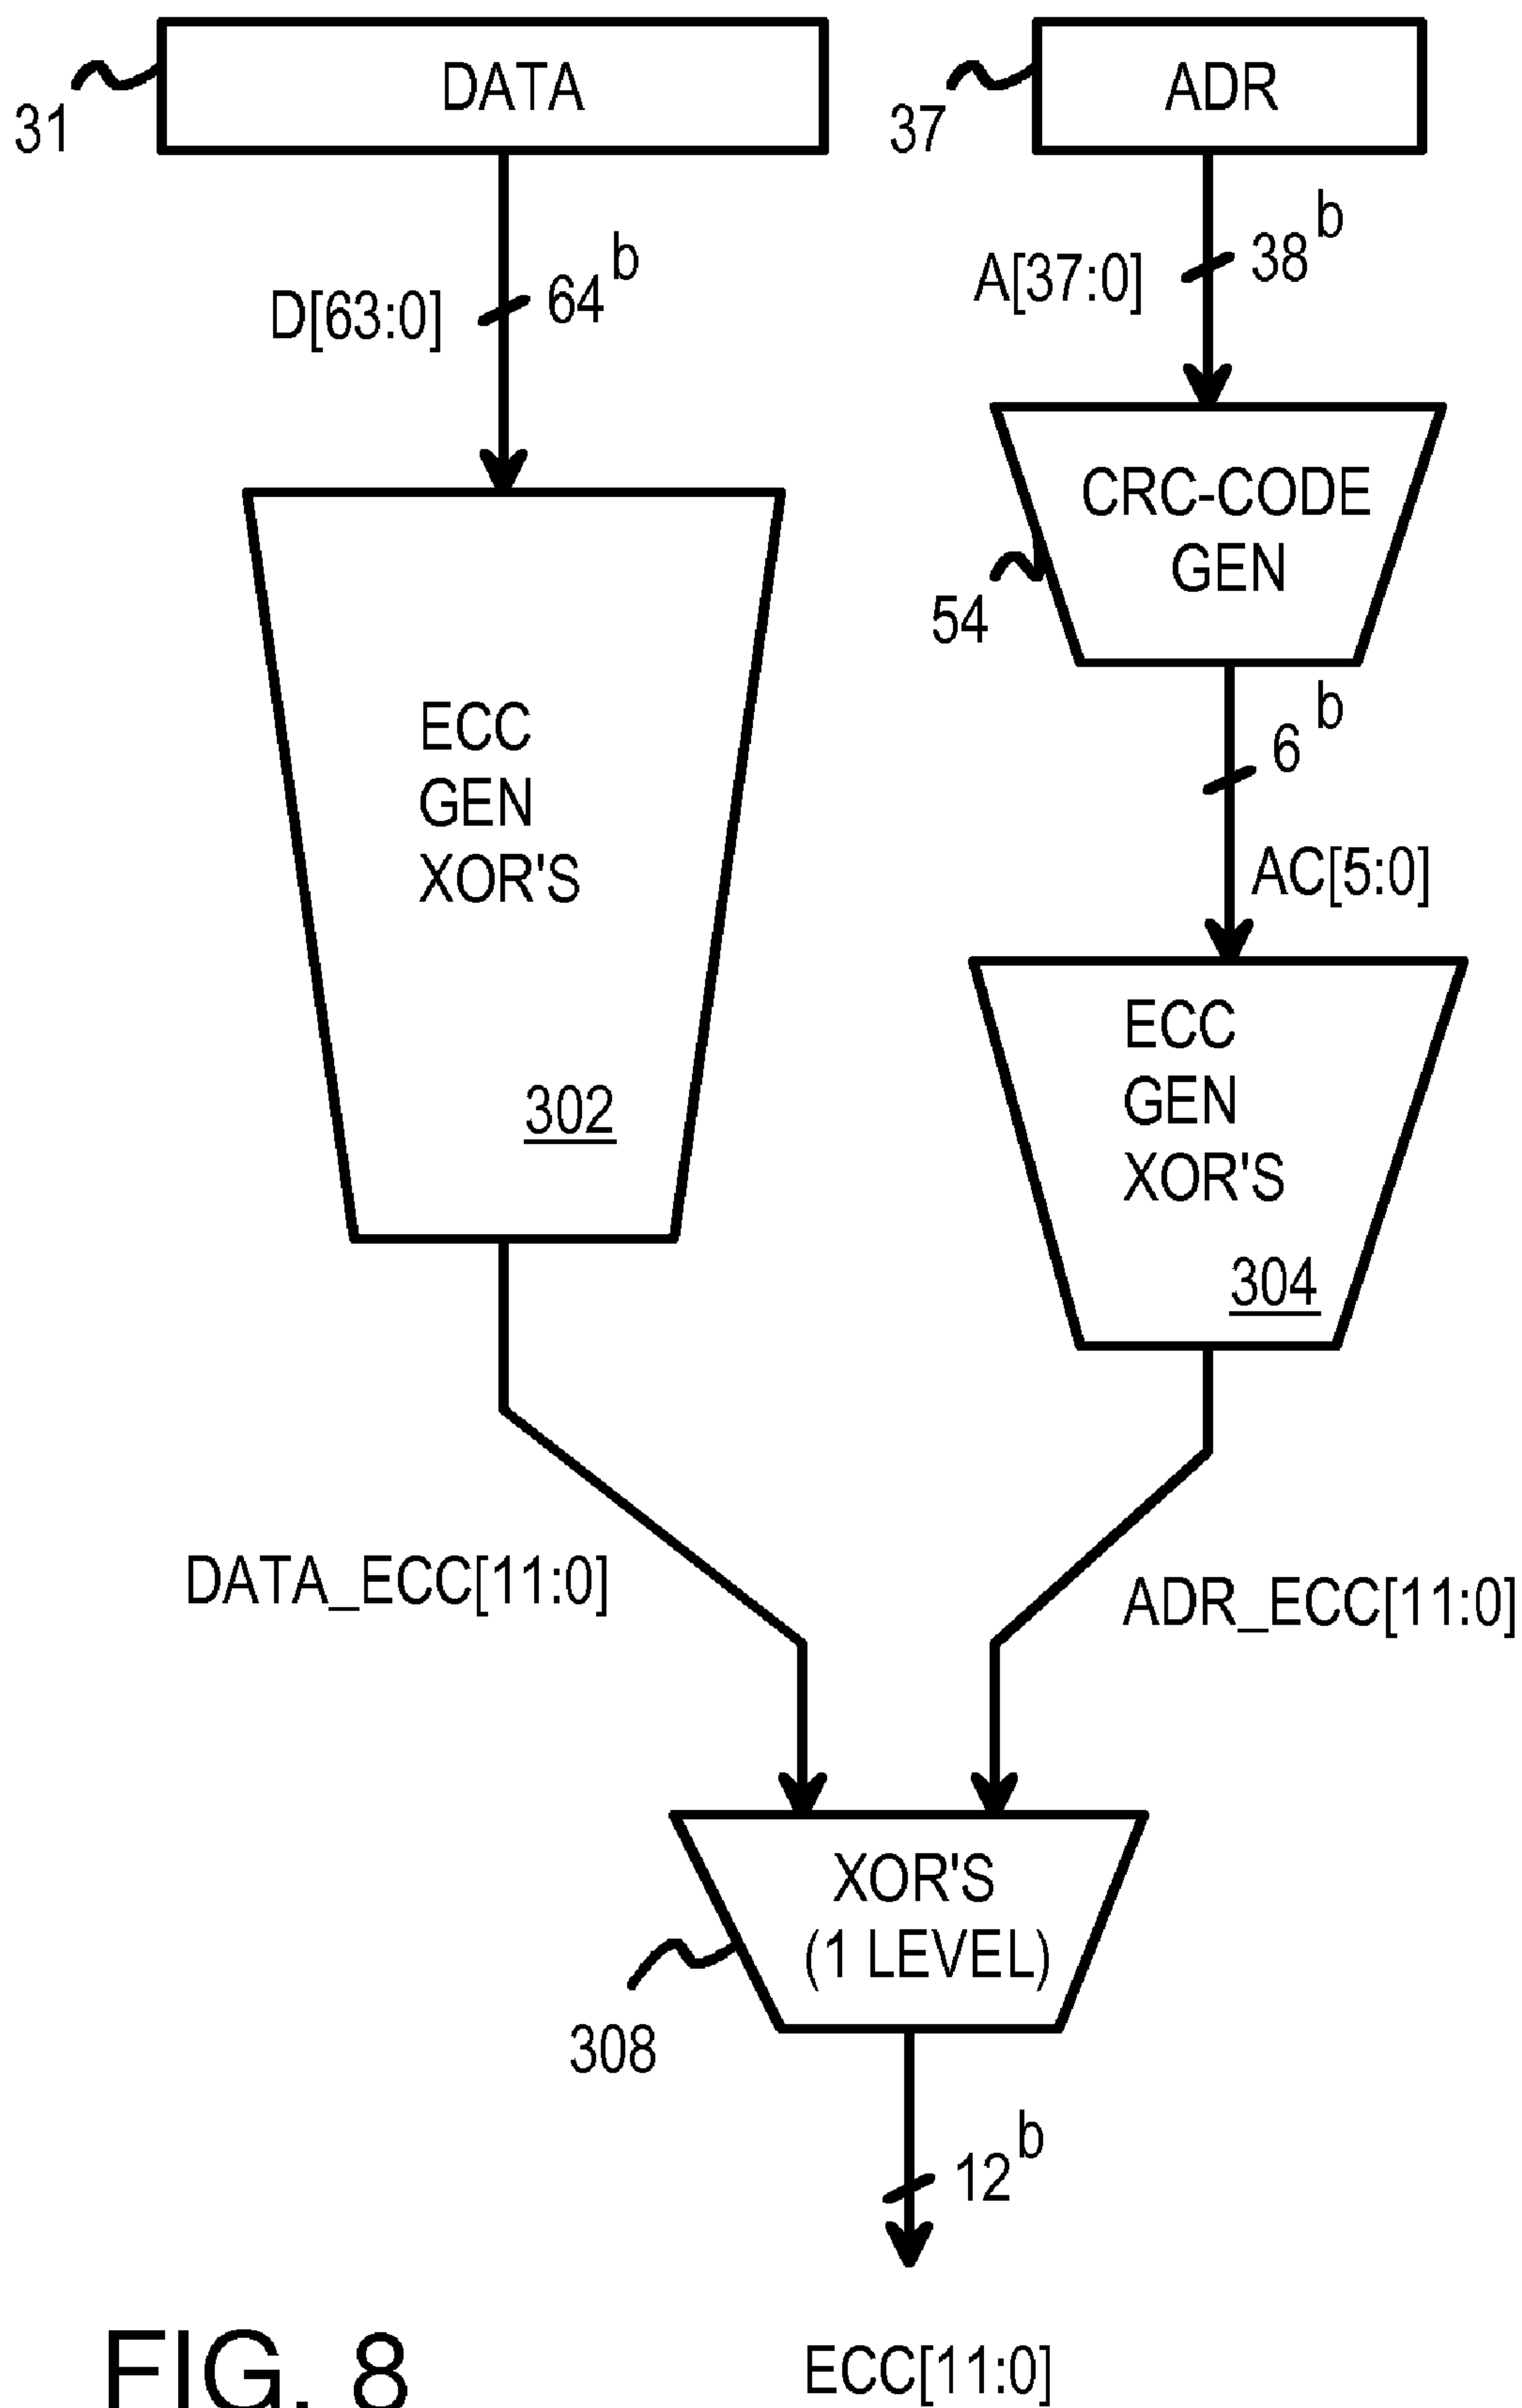 DATA
31
ADR
37
D[63:0]
64b
A[37:0]
38b
CRC-CODE
GEN
54
6b
AC[5:0]
ECC
GEN
XOR'S
302
ECC
GEN
XOR'S
304
DATA_ECC[11:0]
ADR_ECC[11:0]
XOR'S
(1 LEVEL)
308
12b
ECC[11:0]
FIG. 8